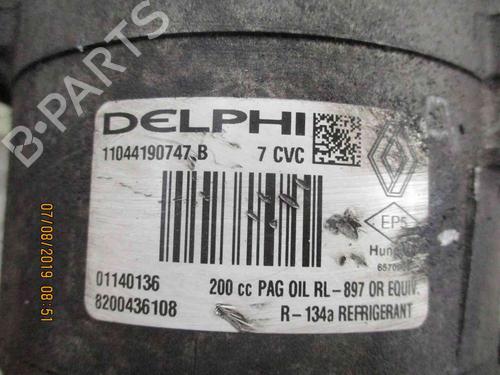 DELPHI
11044190747 B 7 CVC
EPS
01140136 200 cc PAG OIL RL-897 OR EQUIV.
8200436108 R-134a REFRIGERANT
07/08/2019 08:51
B-PARTS